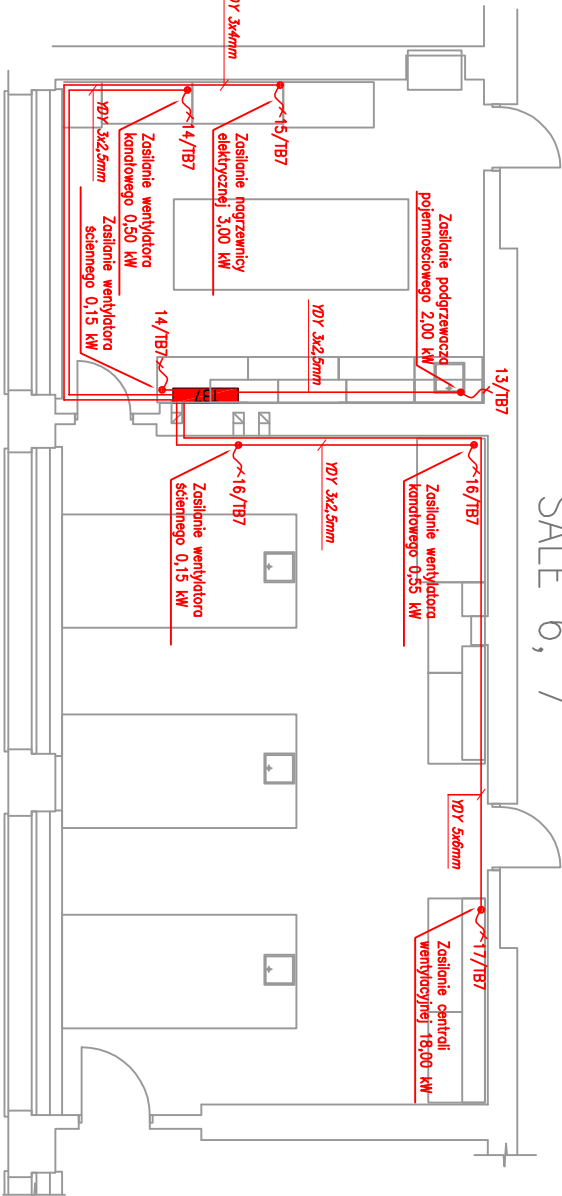 SALE 6, 7
13/TB7
Zasilanie podgrzewacza
pojemnościowego 2,00 kW
15/TB7
Zasilanie nagrzewnicy
elektrycznej 3,00 kW
14/TB7
Zasilanie wentylatora
kanałowego 0,50 kW
YDY 3x4mm
YDY 3x2,5mm
Zasilanie wentylatora
ściennego 0,15 kW
14/TB7
YDY 3x2,5mm
TB7
16/TB7
Zasilanie wentylatora
kanałowego 0,55 kW
YDY 3x2,5mm
16/TB7
Zasilanie wentylatora
ściennego 0,15 kW
YDY 5x6mm
17/TB7
Zasilanie centrali
wentylacyjnej 18,00 kW